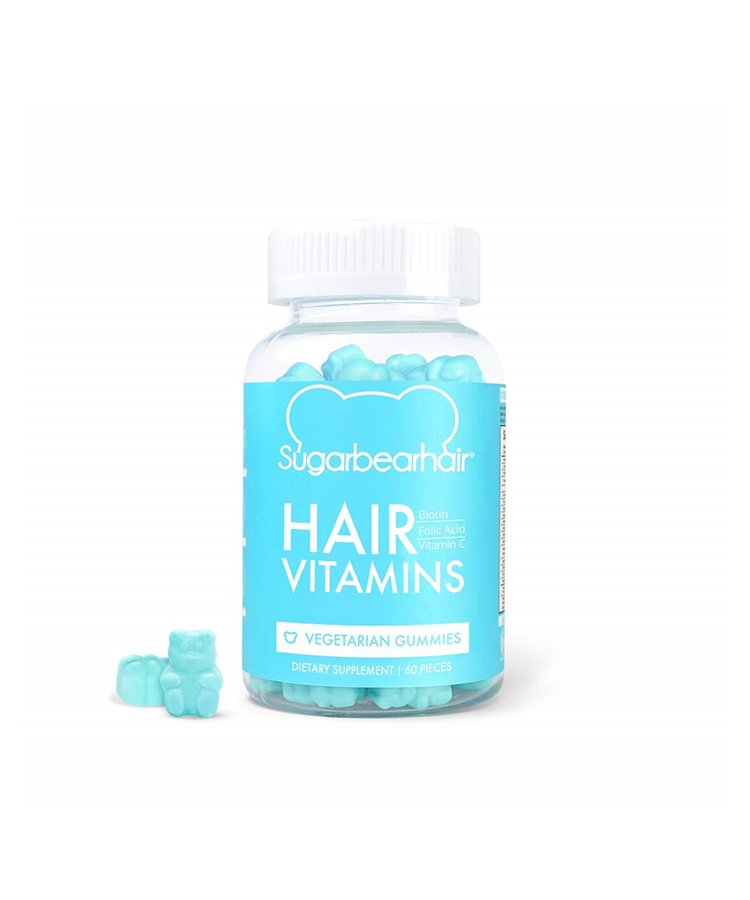 Sugarbearhair®
HAIR
Biotin
Folic Acid
Vitamin C
VITAMINS
VEGETARIAN GUMMIES
DIETARY SUPPLEMENT | 60 PIECES